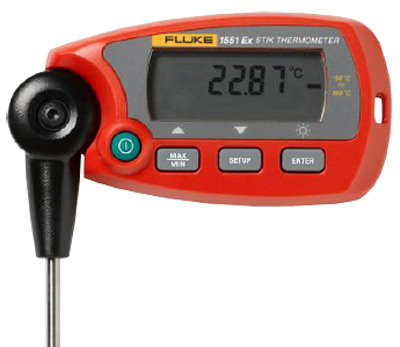 FLUKE 1551 Ex STIK THERMOMETER
22.87°C
MAX
MIN
SETUP
ENTER